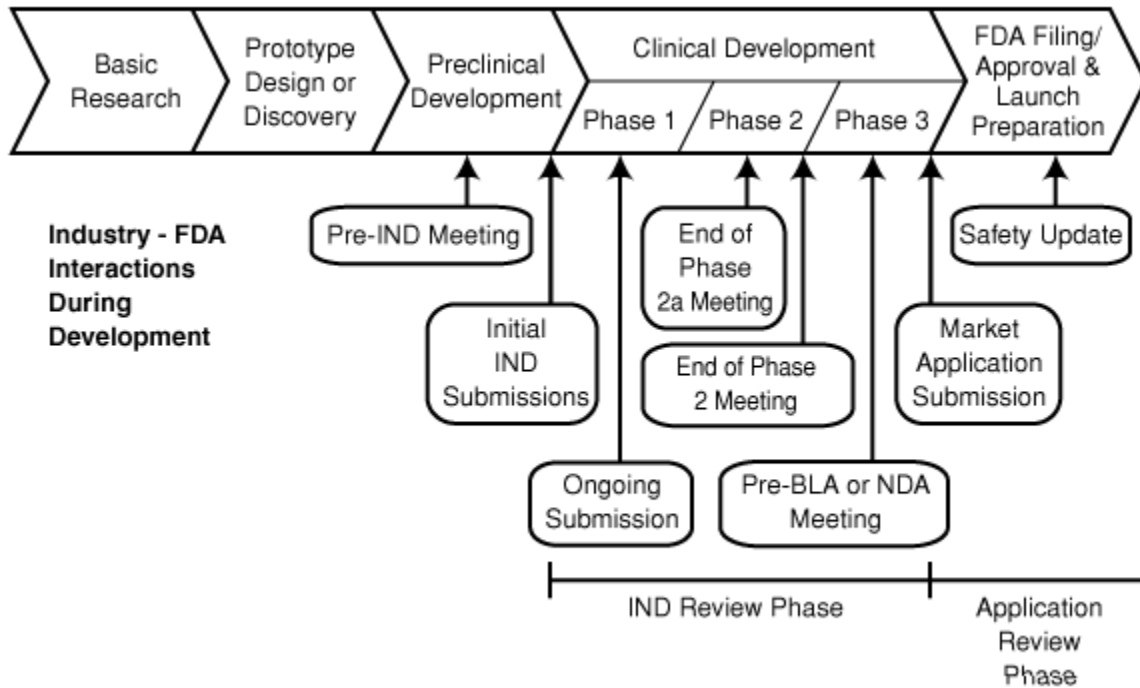 Basic
Research
Prototype
Design or
Discovery
Preclinical
Development
Clinical Development
Phase 1
Phase 2
Phase 3
FDA Filing/
Approval &
Launch
Preparation
Industry - FDA
Interactions
During
Development
Pre-IND Meeting
Initial
IND
Submissions
Ongoing
Submission
End of
Phase
2a Meeting
End of Phase
2 Meeting
Pre-BLA or NDA
Meeting
Market
Application
Submission
Safety Update
IND Review Phase
Application
Review
Phase